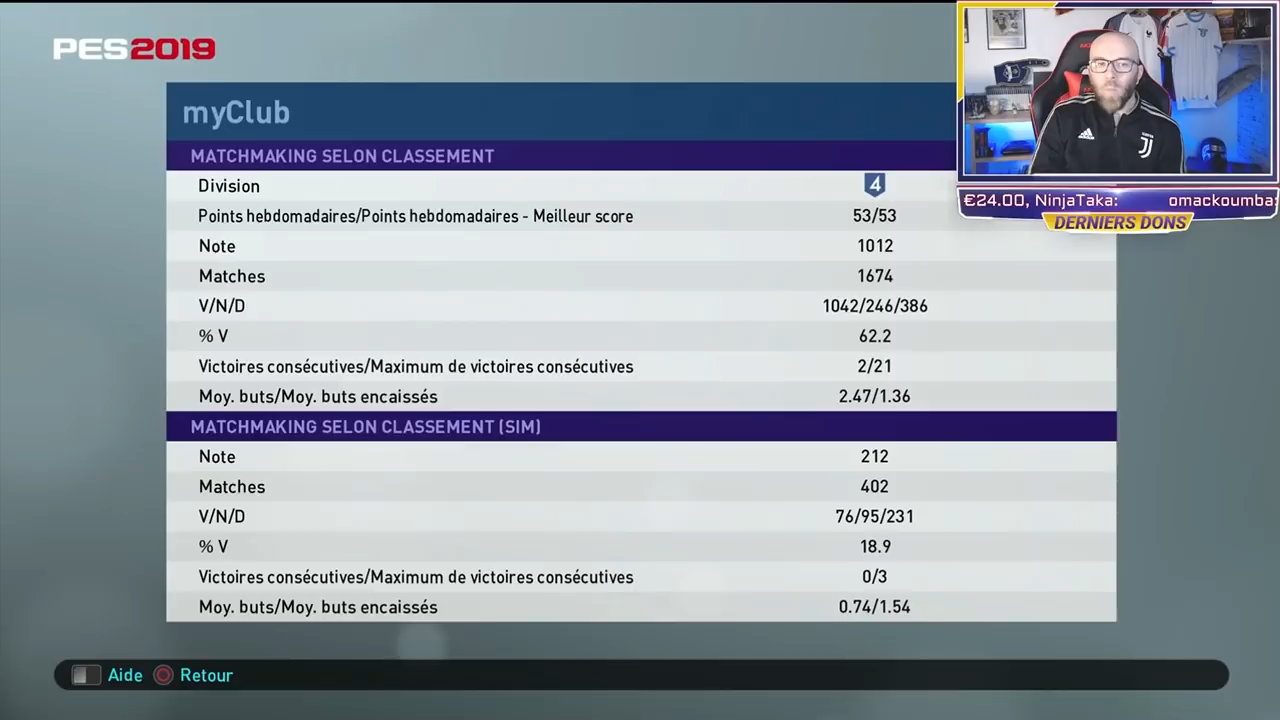 PES2019
myClub
MATCHMAKING SELON CLASSEMENT
Division 4
Points hebdomadaires/Points hebdomadaires - Meilleur score 53/53
Note 1012
Matches 1674
V/N/D 1042/246/386
% V 62.2
Victoires consécutives/Maximum de victoires consécutives 2/21
Moy. buts/Moy. buts encaissés 2.47/1.36
MATCHMAKING SELON CLASSEMENT (SIM)
Note 212
Matches 402
V/N/D 76/95/231
% V 18.9
Victoires consécutives/Maximum de victoires consécutives 0/3
Moy. buts/Moy. buts encaissés 0.74/1.54
Aide Retour
€24.00, NinjaTaka: omackoumba:
DERNIERS DONS